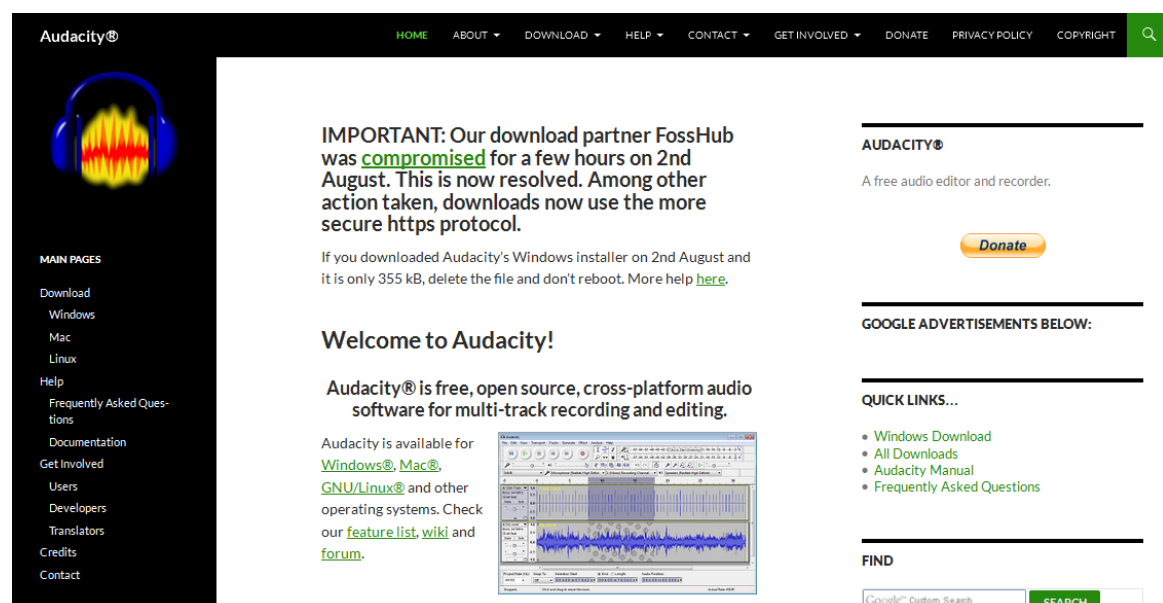 Audacity®
HOME
ABOUT
DOWNLOAD
HELP
CONTACT
GET INVOLVED
DONATE
PRIVACY POLICY
COPYRIGHT
MAIN PAGES
Download
Windows
Mac
Linux
Help
Frequently Asked Ques-
tions
Documentation
Get Involved
Users
Developers
Translators
Credits
Contact
IMPORTANT: Our download partner FossHub
was compromised for a few hours on 2nd
August. This is now resolved. Among other
action taken, downloads now use the more
secure https protocol.
If you downloaded Audacity's Windows installer on 2nd August and
it is only 355 kB, delete the file and don't reboot. More help here.
Welcome to Audacity!
Audacity® is free, open source, cross-platform audio
software for multi-track recording and editing.
Audacity is available for
Windows®, Mac®,
GNU/Linux® and other
operating systems. Check
our feature list, wiki and
forum.
AUDACITY®
A free audio editor and recorder.
Donate
GOOGLE ADVERTISEMENTS BELOW:
QUICK LINKS...
Windows Download
All Downloads
Audacity Manual
Frequently Asked Questions
FIND
Google™ Custom Search
SEARCH